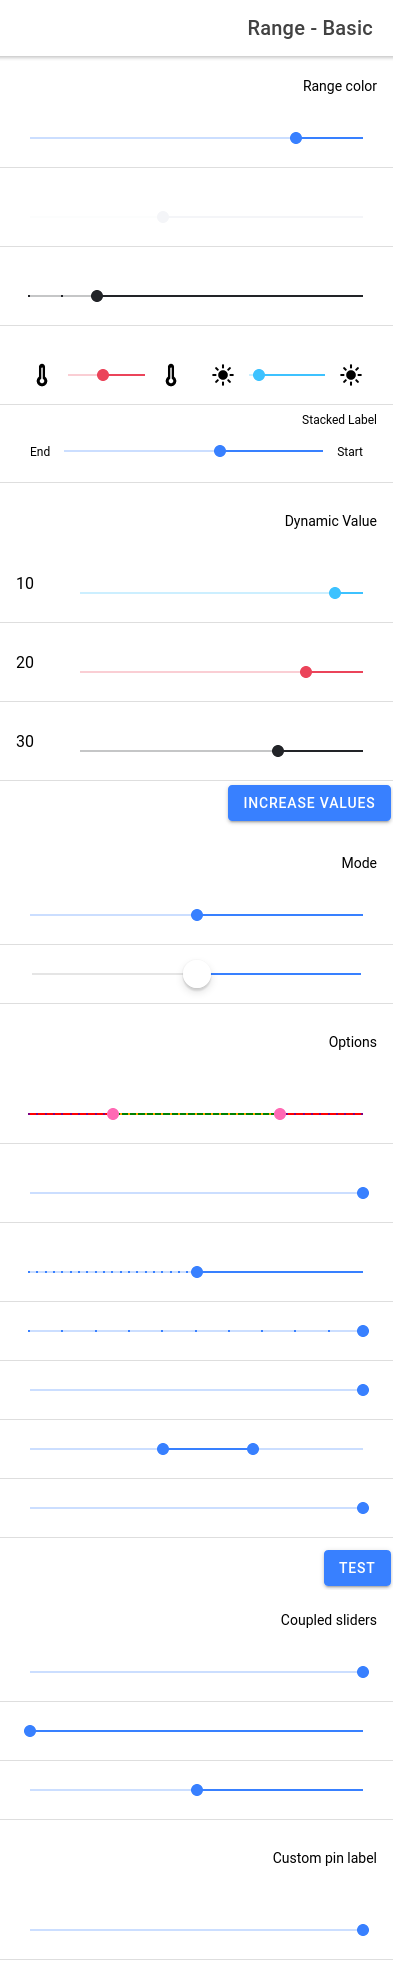 Range - Basic
Range color
Stacked Label
End
Start
Dynamic Value
10
20
30
INCREASE VALUES
Mode
Options
TEST
Coupled sliders
Custom pin label